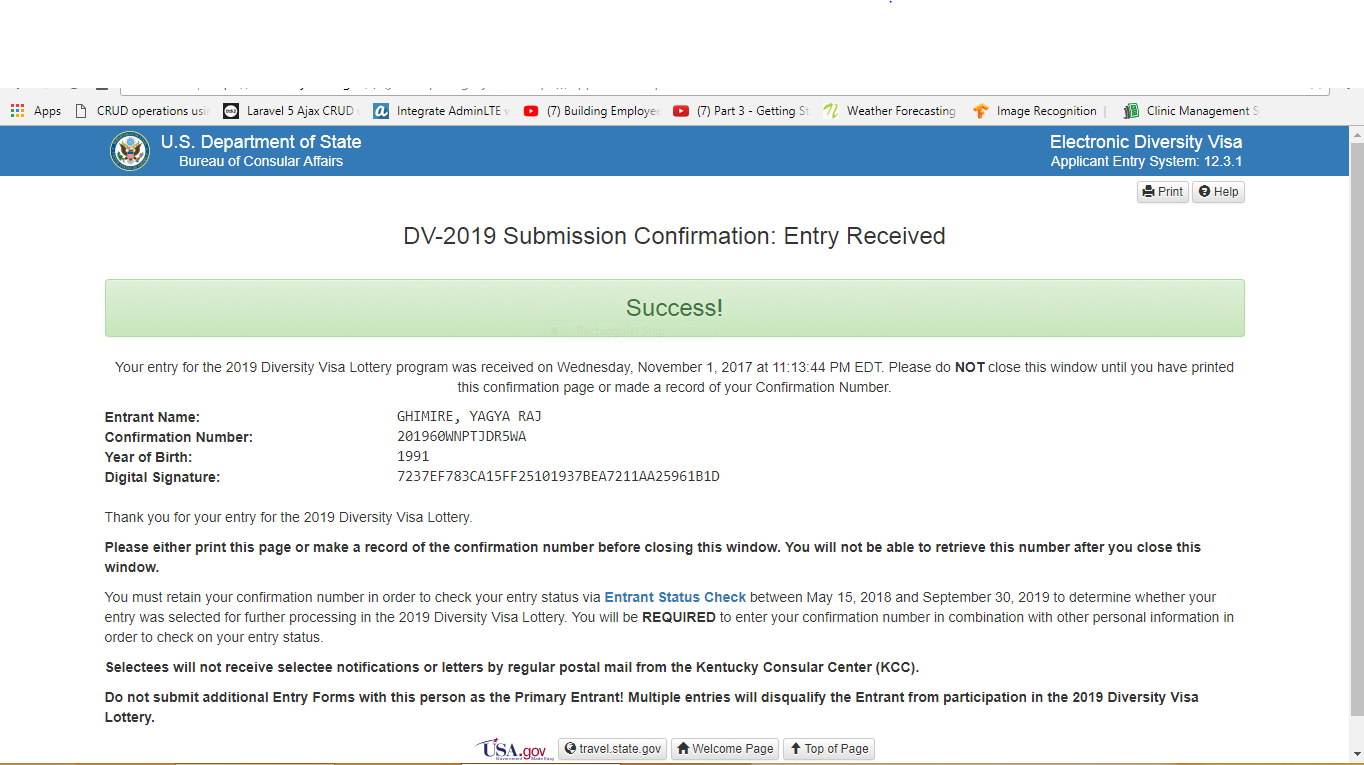 Apps CRUD operations usin Laravel 5 Ajax CRUD Integrate AdminLTE w (7) Building Employee (7) Part 3 - Getting St Weather Forecasting Image Recognition | Clinic Management S
U.S. Department of State Electronic Diversity Visa
Bureau of Consular Affairs Applicant Entry System: 12.3.1
Print Help
DV-2019 Submission Confirmation: Entry Received
Success!
Rectangular Snip
Your entry for the 2019 Diversity Visa Lottery program was received on Wednesday, November 1, 2017 at 11:13:44 PM EDT. Please do NOT close this window until you have printed
this confirmation page or made a record of your Confirmation Number.
Entrant Name: GHIMIRE, YAGYA RAJ
Confirmation Number: 201960WNPTJDR5WA
Year of Birth: 1991
Digital Signature: 7237EF783CA15FF25101937BEA7211AA25961B1D
Thank you for your entry for the 2019 Diversity Visa Lottery.
Please either print this page or make a record of the confirmation number before closing this window. You will not be able to retrieve this number after you close this
window.
You must retain your confirmation number in order to check your entry status via Entrant Status Check between May 15, 2018 and September 30, 2019 to determine whether your
entry was selected for further processing in the 2019 Diversity Visa Lottery. You will be REQUIRED to enter your confirmation number in combination with other personal information in
order to check on your entry status.
Selectees will not receive selectee notifications or letters by regular postal mail from the Kentucky Consular Center (KCC).
Do not submit additional Entry Forms with this person as the Primary Entrant! Multiple entries will disqualify the Entrant from participation in the 2019 Diversity Visa
Lottery.
USA.gov travel.state.gov Welcome Page Top of Page
Government Made Easy